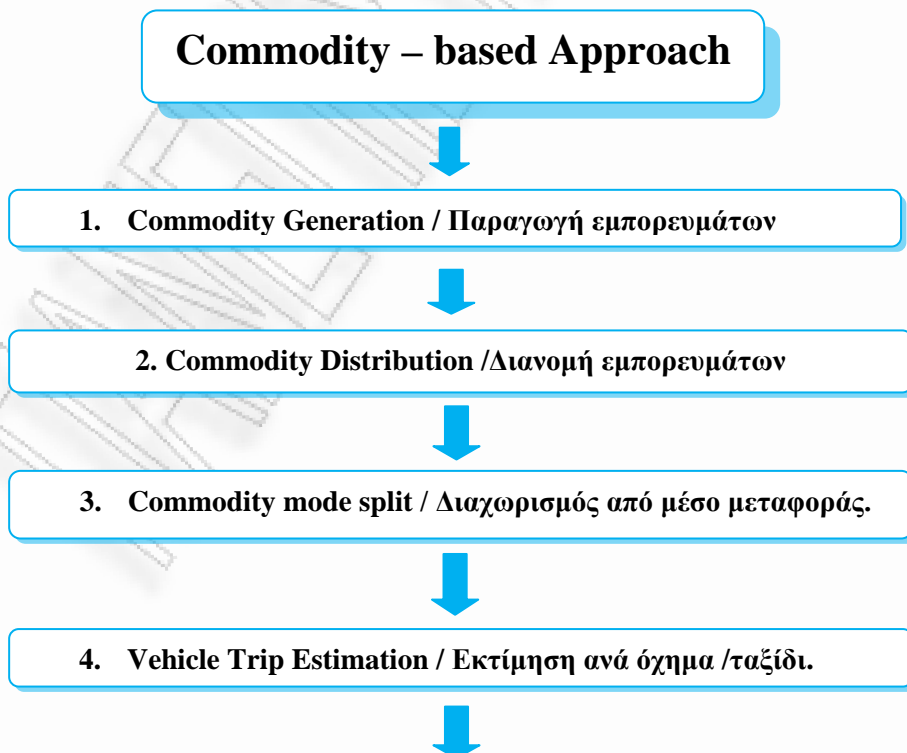 Commodity – based Approach
1. Commodity Generation / Παραγωγή εμπορευμάτων
2. Commodity Distribution /Διανομή εμπορευμάτων
3. Commodity mode split / Διαχωρισμός από μέσο μεταφοράς.
4. Vehicle Trip Estimation / Εκτίμηση ανά όχημα /ταξίδι.